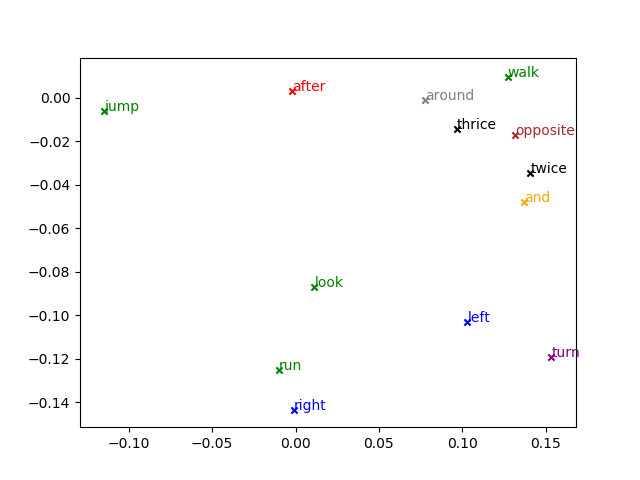 walk
after
around
jump
thrice
opposite
twice
and
look
left
turn
run
right
0.00
−0.02
−0.04
−0.06
−0.08
−0.10
−0.12
−0.14
−0.10
−0.05
0.00
0.05
0.10
0.15